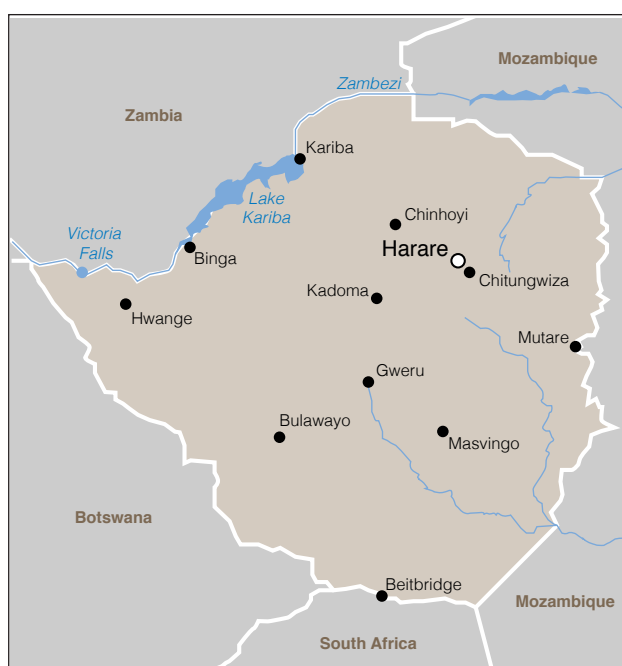 Mozambique
Zambezi
Zambia
Kariba
Lake
Kariba
Chinhoyi
Victoria
Falls
Harare
Binga
Chitungwiza
Kadoma
Hwange
Mutare
Gweru
Bulawayo
Masvingo
Botswana
Beitbridge
Mozambique
South Africa